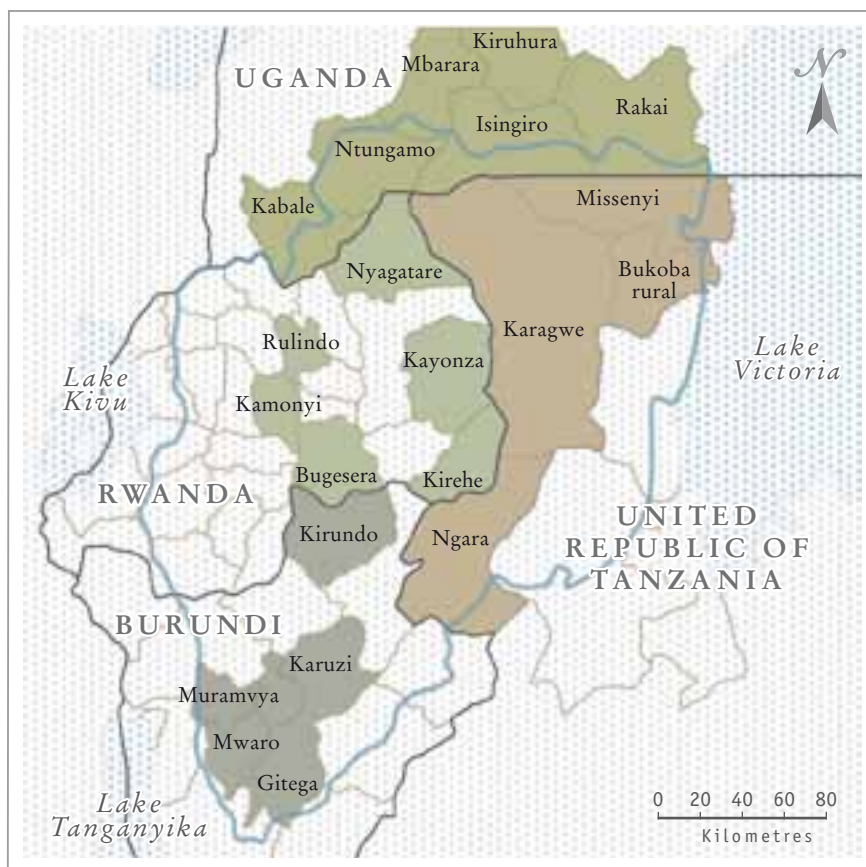 Kiruhura
Mbarara
UGANDA
Rakai
Isingiro
Ntungamo
N
Kabale
Missenyi
Nyagatare
Bukoba
rural
Karagwe
Rulindo
Kayonza
Lake
Victoria
Lake
Kivu
Kamonyi
Bugesera
Kirehe
RWANDA
Kirundo
Ngara
UNITED
REPUBLIC OF
TANZANIA
BURUNDI
Karuzi
Muramvya
Mwaro
Gitega
Lake
Tanganyika
0 20 40 60 80
Kilometres